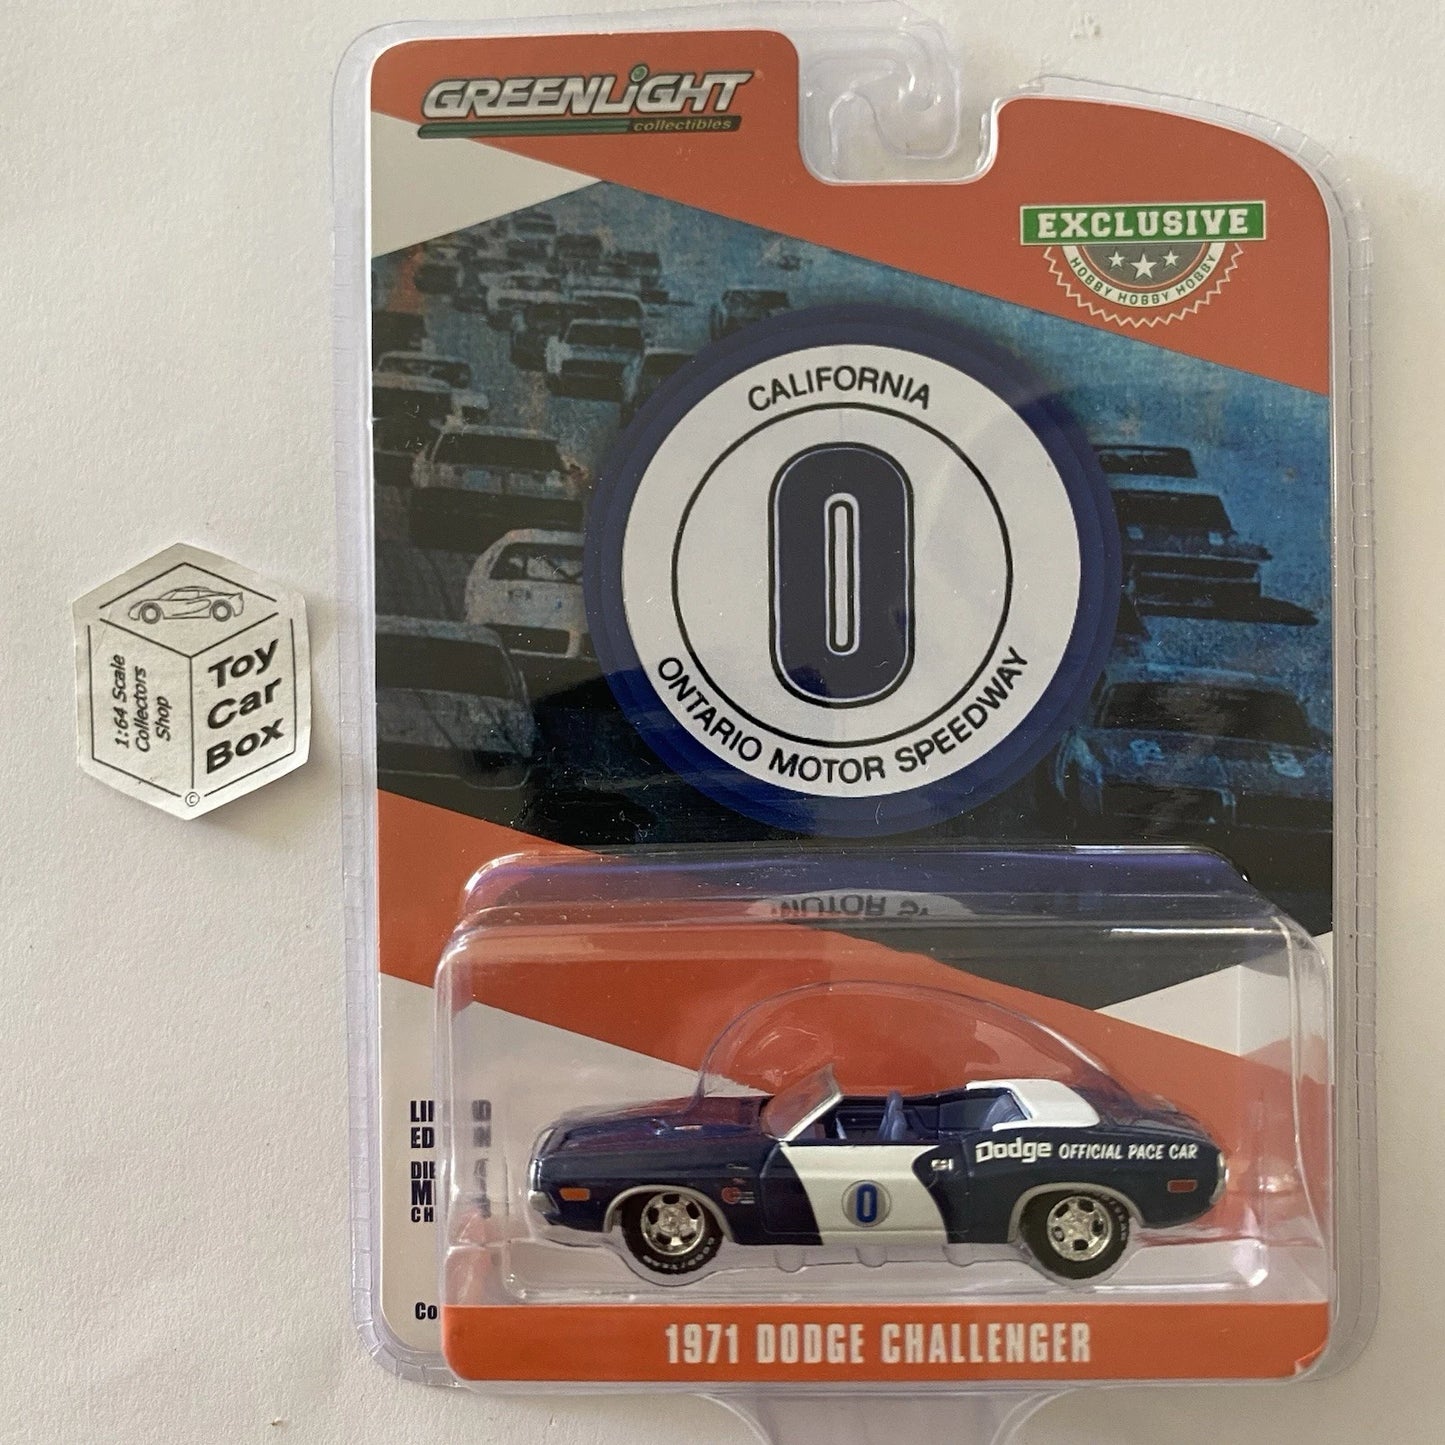 GREENLiGHT
collectibles
EXCLUSIVE
HOBBY HOBBY HOBBY
CALIFORNIA
0
ONTARIO MOTOR SPEEDWAY
1:64 Scale
Collectors
Shop
Toy
Car
Box
©
Dodge OFFICIAL PACE CAR
0
1971 DODGE CHALLENGER